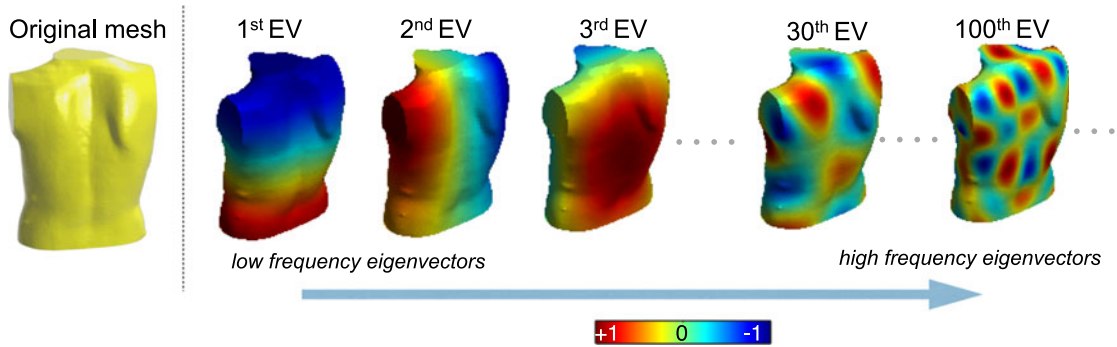 Original mesh
1st EV
2nd EV
3rd EV
30th EV
100th EV
low frequency eigenvectors
high frequency eigenvectors
+1 0 -1